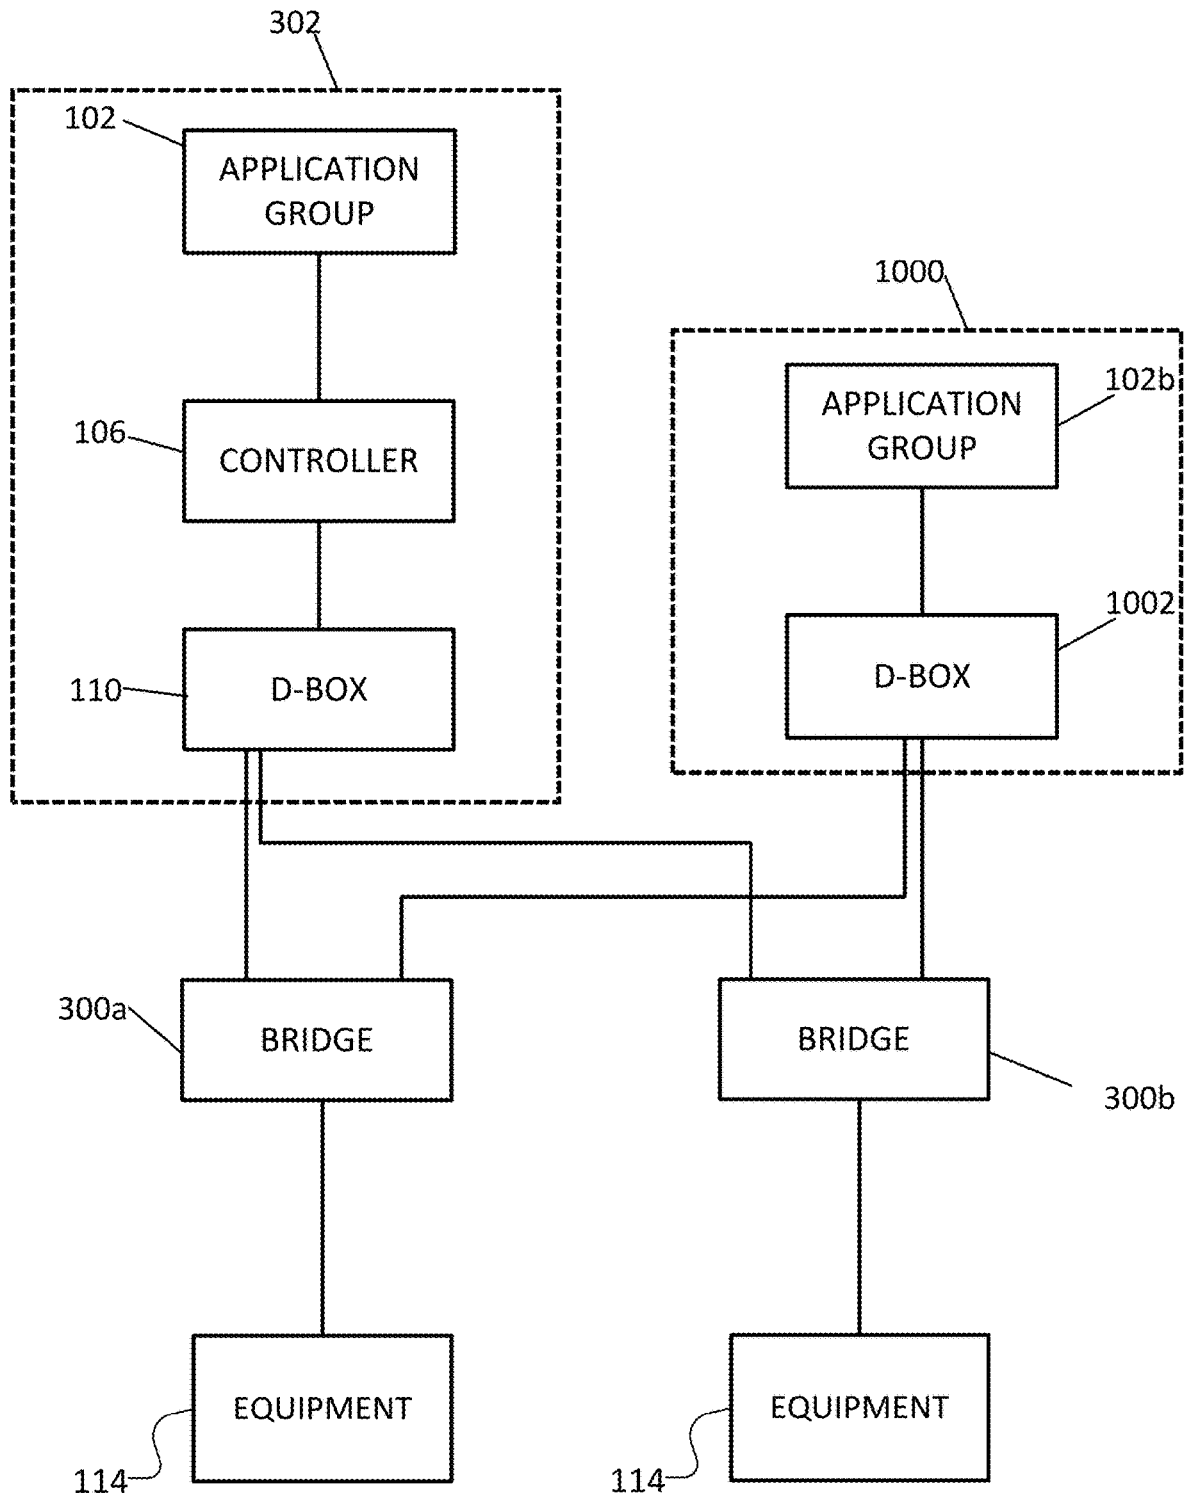 302
102
APPLICATION
GROUP
1000
102b
APPLICATION
GROUP
106
CONTROLLER
1002
D-BOX
110
D-BOX
300a
BRIDGE
BRIDGE
300b
EQUIPMENT
EQUIPMENT
114
114